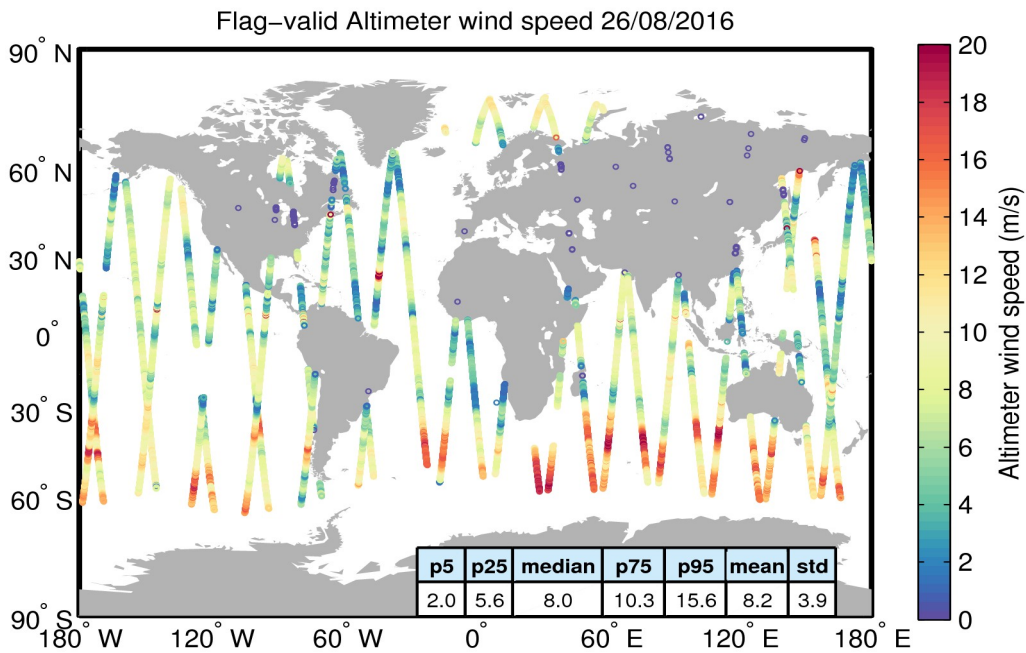 Flag−valid Altimeter wind speed 26/08/2016
90° N
60° N
30° N
0°
30° S
60° S
90° S
180° W
120° W
60° W
0°
60° E
120° E
180° E
p5 p25 median p75 p95 mean std
2.0 5.6 8.0 10.3 15.6 8.2 3.9
20
18
16
14
12
10
8
6
4
2
0
Altimeter wind speed (m/s)